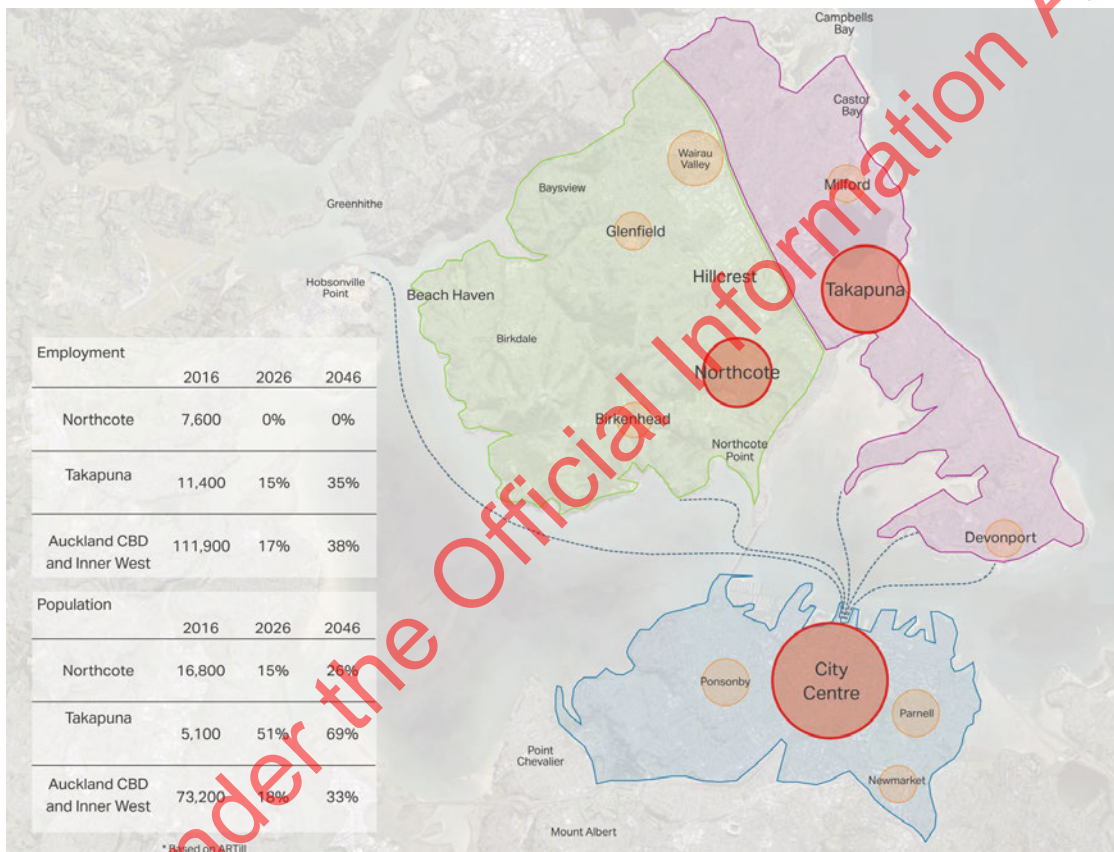 Campbells
Bay
Castor
Bay
Wairau
Valley
Milford
Baysview
Greenhithe
Glenfield
Hillcrest
Takapuna
Hobsonville
Point
Beach Haven
Birkdale
Northcote
Birkenhead
Northcote
Point
Devonport
Employment
2016 2026 2046
Northcote 7,600 0% 0%
Takapuna 11,400 15% 35%
Auckland CBD
and Inner West 111,900 17% 38%
Population
2016 2026 2046
Northcote 16,800 15% 26%
Takapuna 5,100 51% 69%
Auckland CBD
and Inner West 73,200 18% 33%
* Based on ARTiII
City
Centre
Ponsonby
Parnell
Newmarket
Point
Chevalier
Mount Albert
under the Official Information A